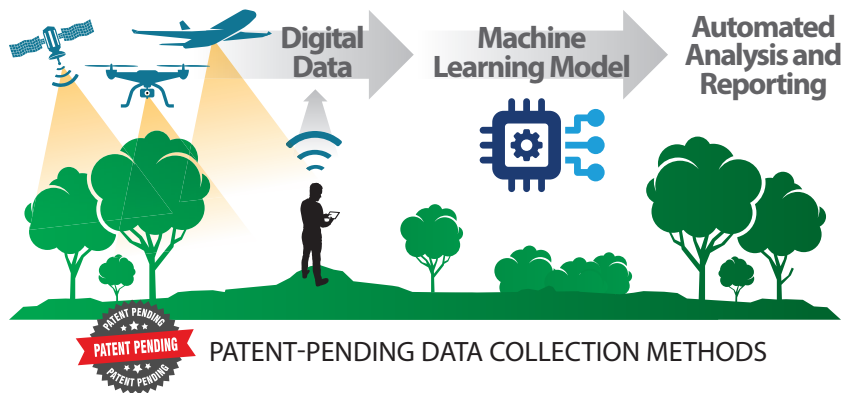 Digital
Data
Machine
Learning Model
Automated
Analysis and
Reporting
PATENT PENDING
PATENT PENDING
PATENT PENDING
PATENT-PENDING DATA COLLECTION METHODS